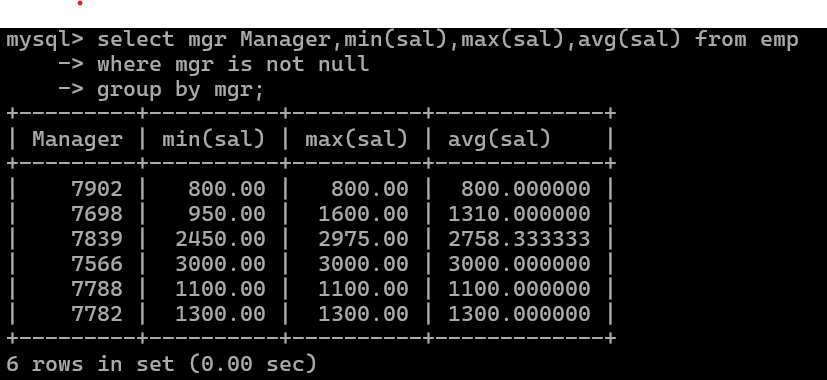 mysql> select mgr Manager,min(sal),max(sal),avg(sal) from emp
    -> where mgr is not null
    -> group by mgr;
+---------+----------+----------+-------------+
| Manager | min(sal) | max(sal) | avg(sal)    |
+---------+----------+----------+-------------+
|    7902 |   800.00 |   800.00 |  800.000000 |
|    7698 |   950.00 |  1600.00 | 1310.000000 |
|    7839 |  2450.00 |  2975.00 | 2758.333333 |
|    7566 |  3000.00 |  3000.00 | 3000.000000 |
|    7788 |  1100.00 |  1100.00 | 1100.000000 |
|    7782 |  1300.00 |  1300.00 | 1300.000000 |
+---------+----------+----------+-------------+
6 rows in set (0.00 sec)